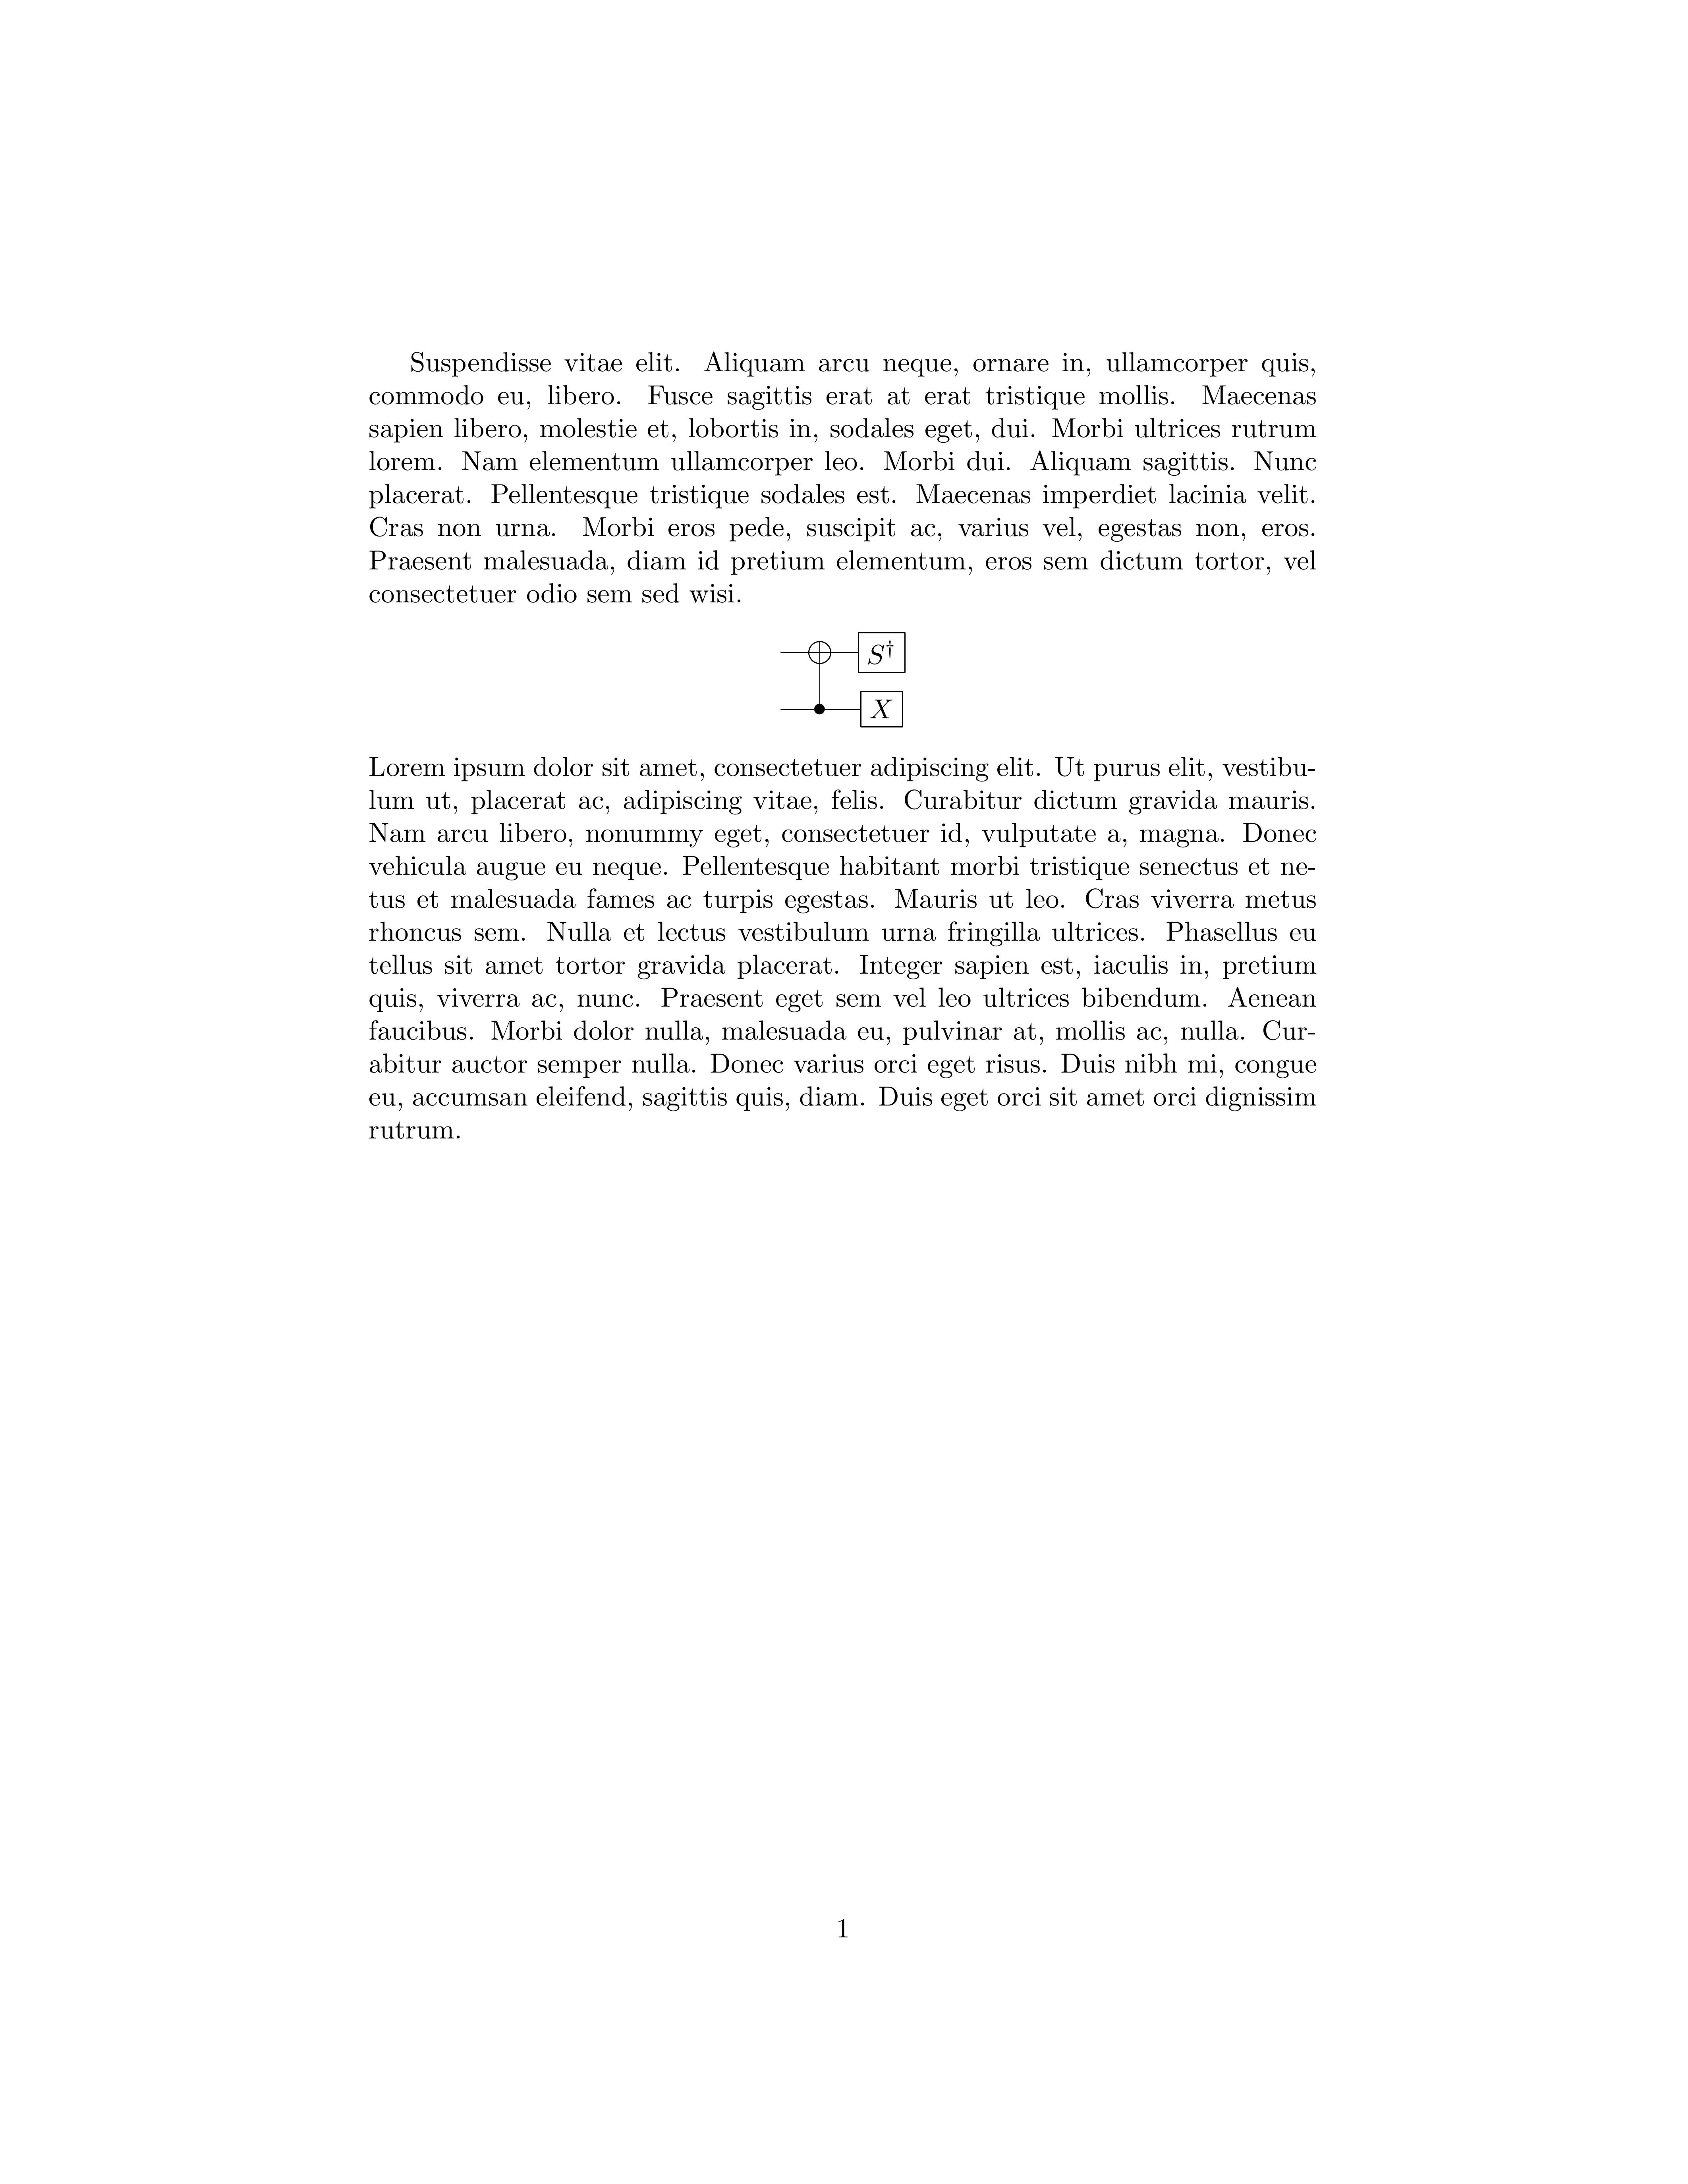 Suspendisse vitae elit. Aliquam arcu neque, ornare in, ullamcorper quis,
commodo eu, libero. Fusce sagittis erat at erat tristique mollis. Maecenas
sapien libero, molestie et, lobortis in, sodales eget, dui. Morbi ultrices rutrum
lorem. Nam elementum ullamcorper leo. Morbi dui. Aliquam sagittis. Nunc
placerat. Pellentesque tristique sodales est. Maecenas imperdiet lacinia velit.
Cras non urna. Morbi eros pede, suscipit ac, varius vel, egestas non, eros.
Praesent malesuada, diam id pretium elementum, eros sem dictum tortor, vel
consectetuer odio sem sed wisi.
S†
X
Lorem ipsum dolor sit amet, consectetuer adipiscing elit. Ut purus elit, vestibu-
lum ut, placerat ac, adipiscing vitae, felis. Curabitur dictum gravida mauris.
Nam arcu libero, nonummy eget, consectetuer id, vulputate a, magna. Donec
vehicula augue eu neque. Pellentesque habitant morbi tristique senectus et ne-
tus et malesuada fames ac turpis egestas. Mauris ut leo. Cras viverra metus
rhoncus sem. Nulla et lectus vestibulum urna fringilla ultrices. Phasellus eu
tellus sit amet tortor gravida placerat. Integer sapien est, iaculis in, pretium
quis, viverra ac, nunc. Praesent eget sem vel leo ultrices bibendum. Aenean
faucibus. Morbi dolor nulla, malesuada eu, pulvinar at, mollis ac, nulla. Cur-
abitur auctor semper nulla. Donec varius orci eget risus. Duis nibh mi, congue
eu, accumsan eleifend, sagittis quis, diam. Duis eget orci sit amet orci dignissim
rutrum.
1